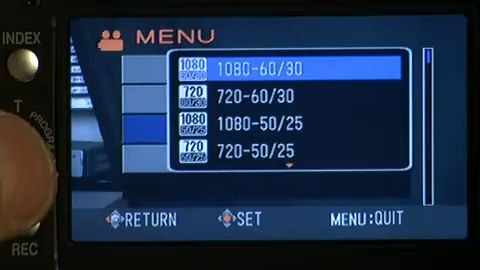 INDEX
MENU
1080 60/30 1080-60/30
720 60/30 720-60/30
1080 50/25 1080-50/25
720 50/25 720-50/25
T
PROGR
RETURN SET MENU:QUIT
REC